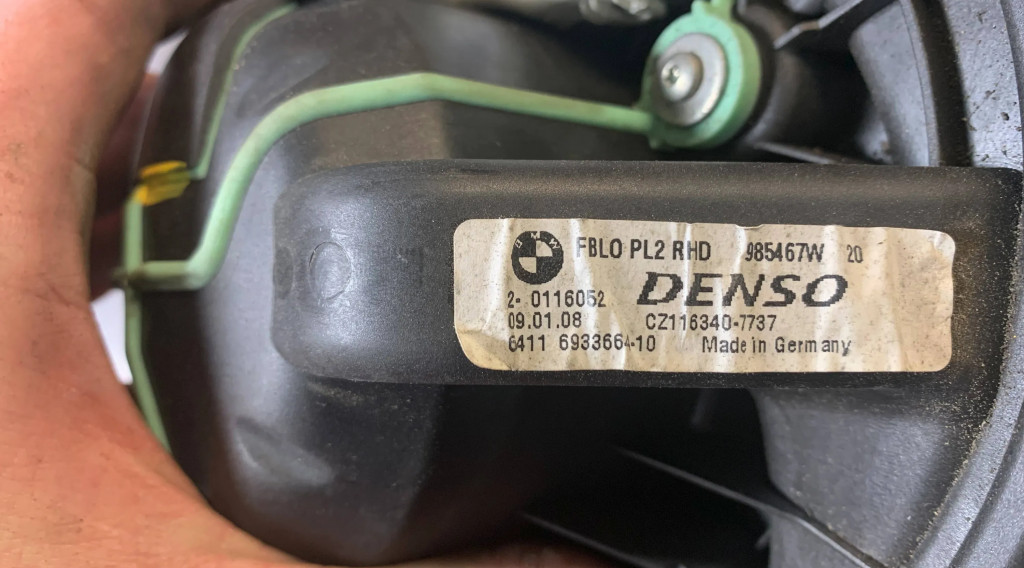 BMW
FBLO PL2 RHD 985467W 20
2- 0116052 DENSO
09.01.08 CZ116340-7737
6411 6933664-10 Made in Germany